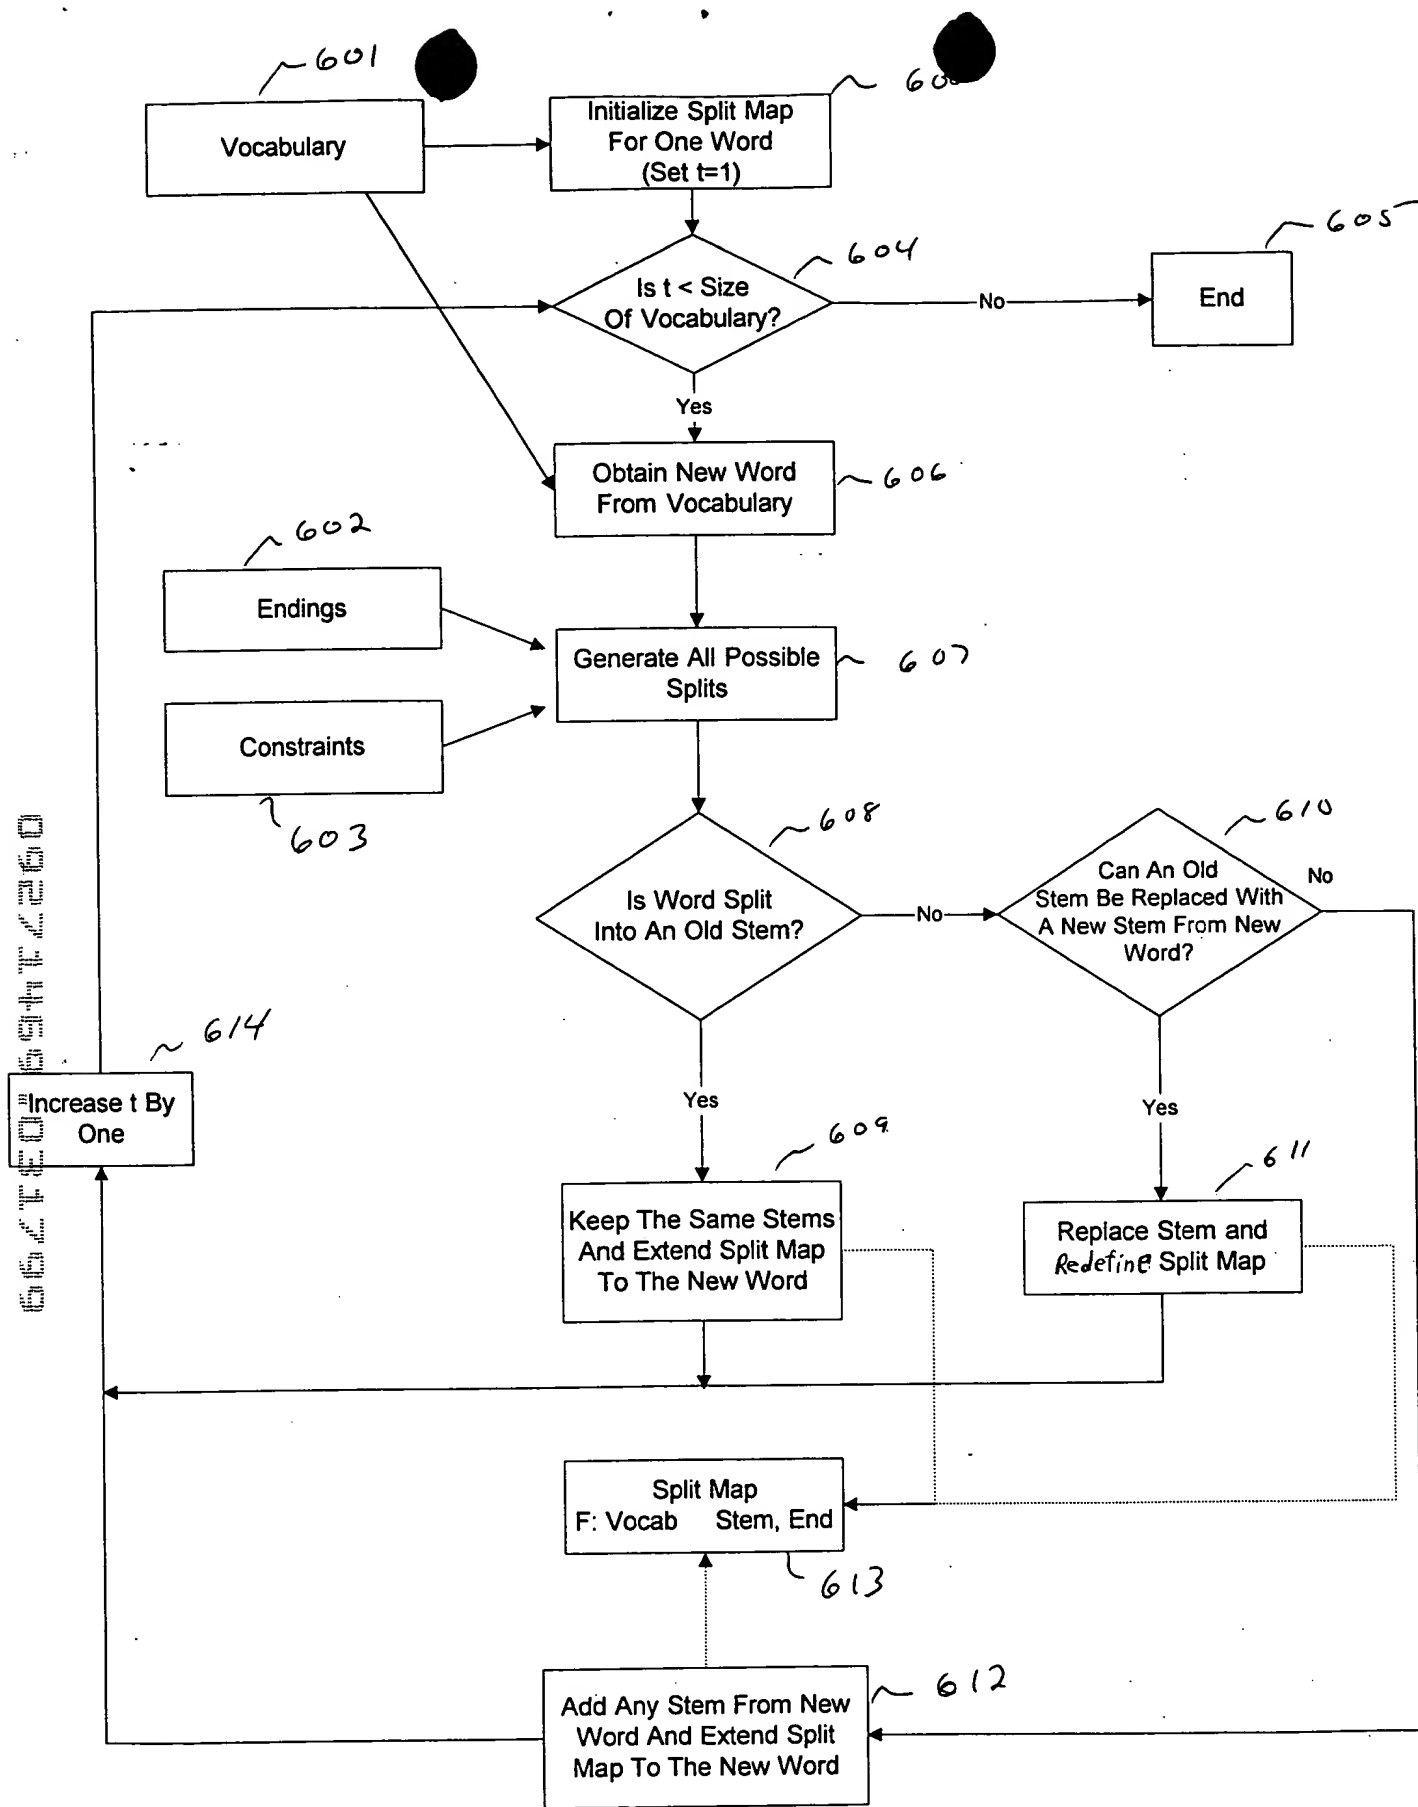 601
Vocabulary
Initialize Split Map
For One Word
(Set t=1)
605
End
604
Is t < Size
Of Vocabulary?
No
Yes
Obtain New Word
From Vocabulary
606
602
Endings
Generate All Possible
Splits
607
Constraints
603
608
Is Word Split
Into An Old Stem?
No
610
Can An Old
Stem Be Replaced With
A New Stem From New
Word?
No
614
Increase t By
One
Yes
Yes
609
Keep The Same Stems
And Extend Split Map
To The New Word
611
Replace Stem and
Redefine Split Map
Split Map
F: Vocab Stem, End
613
Add Any Stem From New
Word And Extend Split
Map To The New Word
612